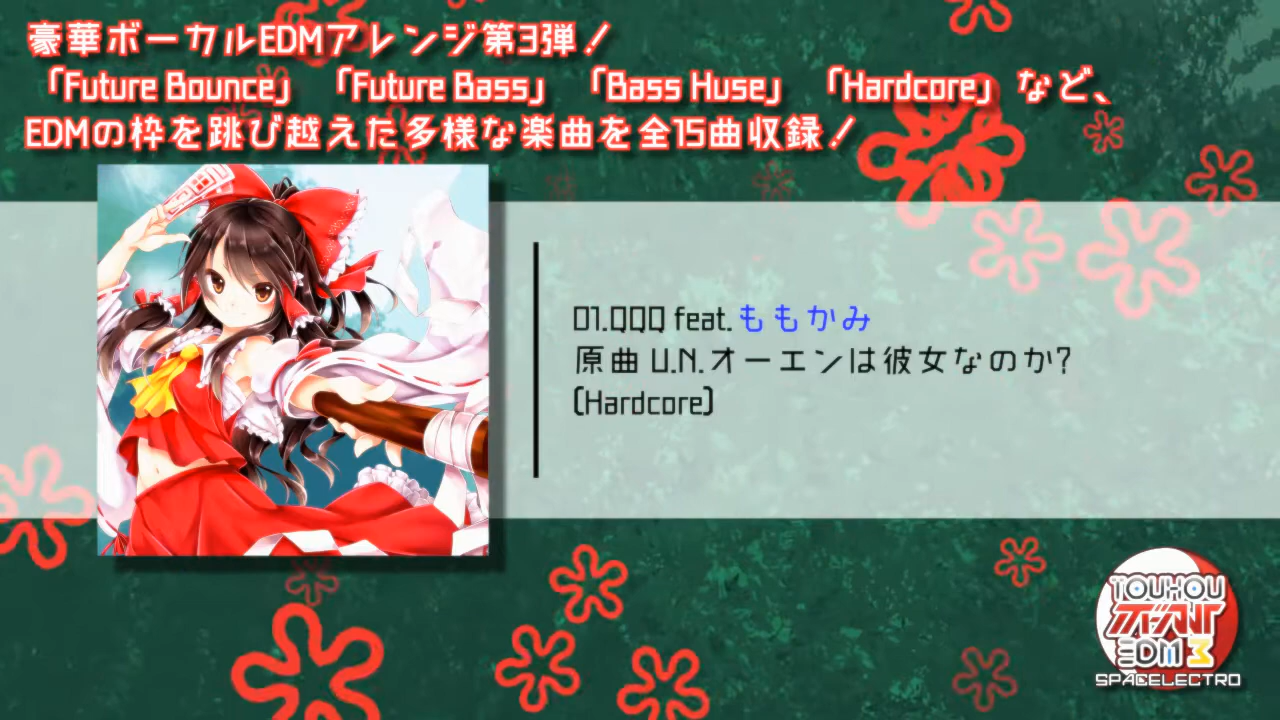 豪華ボーカルEDMアレンジ第3弾！
「Future Bounce」「Future Bass」「Bass Huse」「Hardcore」など、
EDMの枠を跳び越えた多様な楽曲を全15曲収録！
01.QQQ feat.ももかみ
原曲 U.N.オーエンは彼女なのか?
(Hardcore)
TOUHOU
EDM 3
SPACELECTRO